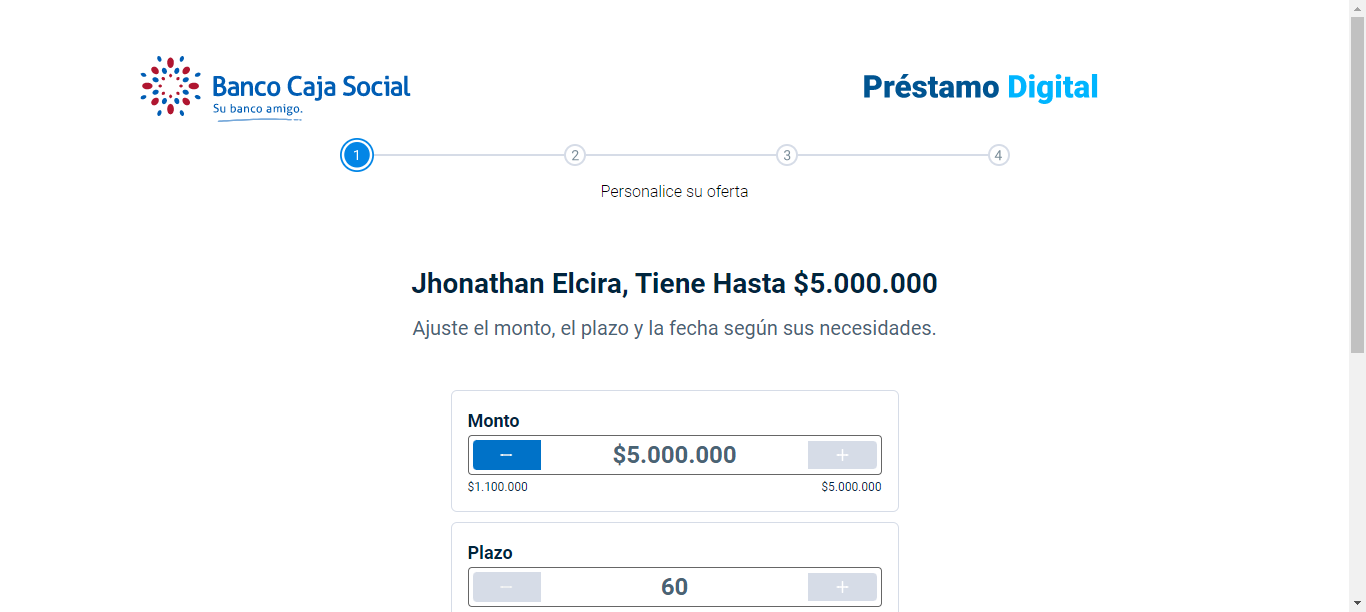 Banco Caja Social
Su banco amigo.
Préstamo Digital
1 2 3 4
Personalice su oferta
Jhonathan Elcira, Tiene Hasta $5.000.000
Ajuste el monto, el plazo y la fecha según sus necesidades.
Monto
− $5.000.000 +
$1.100.000 $5.000.000
Plazo
− 60 +